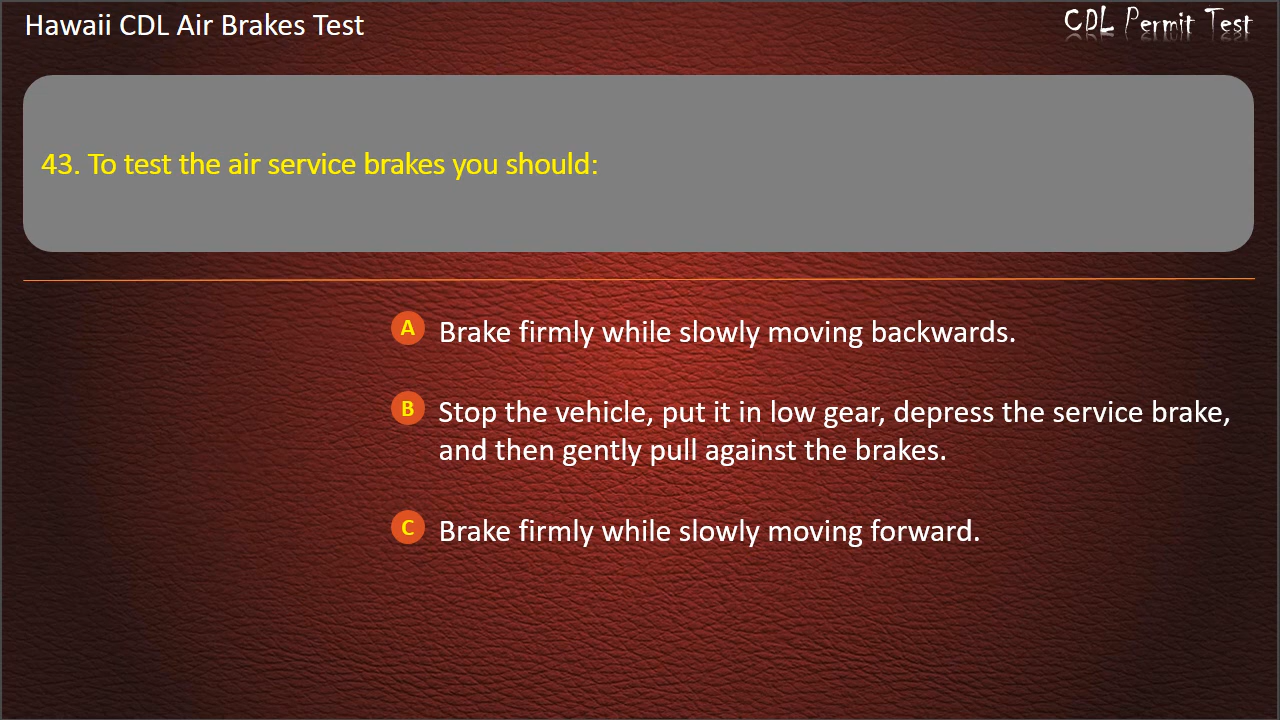 Hawaii CDL Air Brakes Test
CDL Permit Test
43. To test the air service brakes you should:
A Brake firmly while slowly moving backwards.
B Stop the vehicle, put it in low gear, depress the service brake,
and then gently pull against the brakes.
C Brake firmly while slowly moving forward.